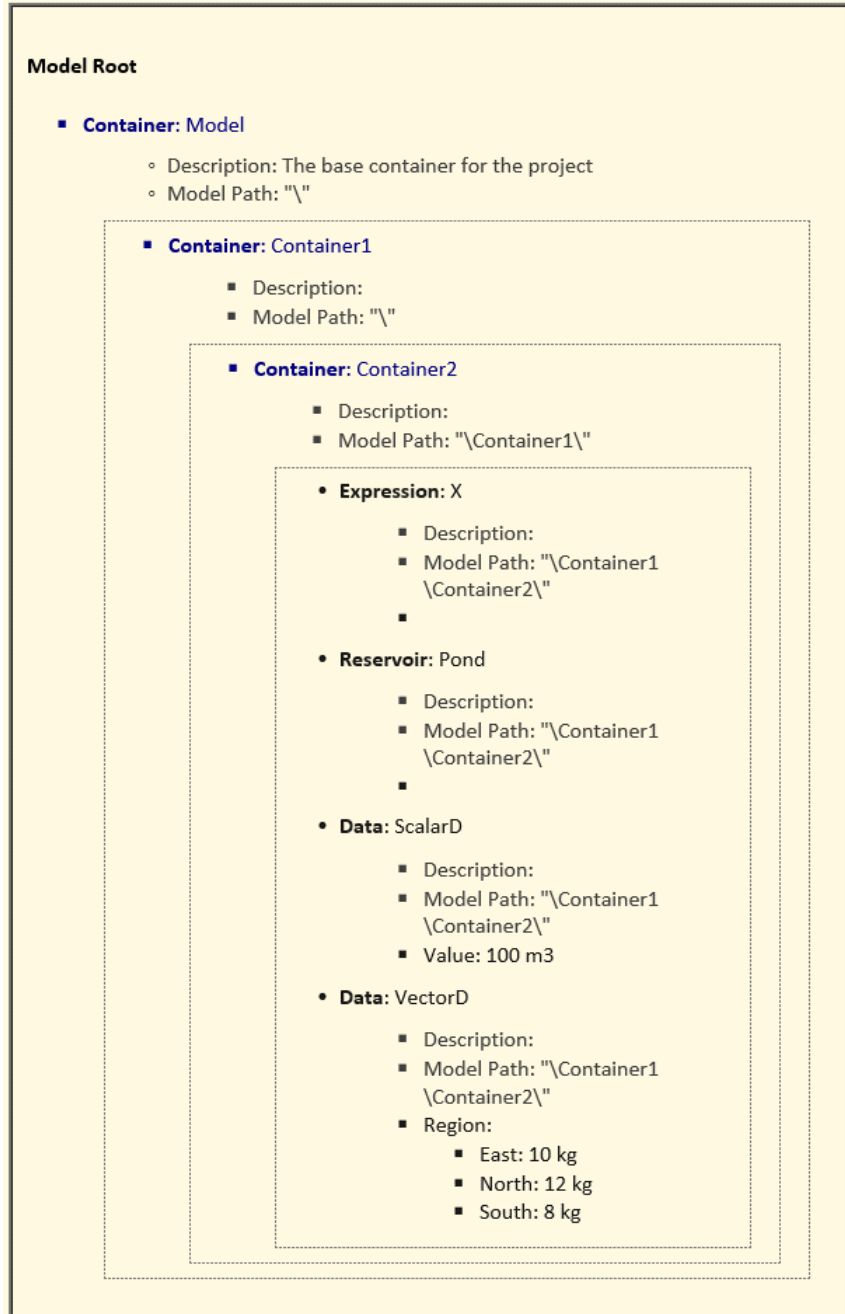 Model Root
Container: Model
Description: The base container for the project
Model Path: "\"
Container: Container1
Description:
Model Path: "\"
Container: Container2
Description:
Model Path: "\Container1\"
Expression: X
Description:
Model Path: "\Container1
\Container2\"
Reservoir: Pond
Description:
Model Path: "\Container1
\Container2\"
Data: ScalarD
Description:
Model Path: "\Container1
\Container2\"
Value: 100 m3
Data: VectorD
Description:
Model Path: "\Container1
\Container2\"
Region:
East: 10 kg
North: 12 kg
South: 8 kg